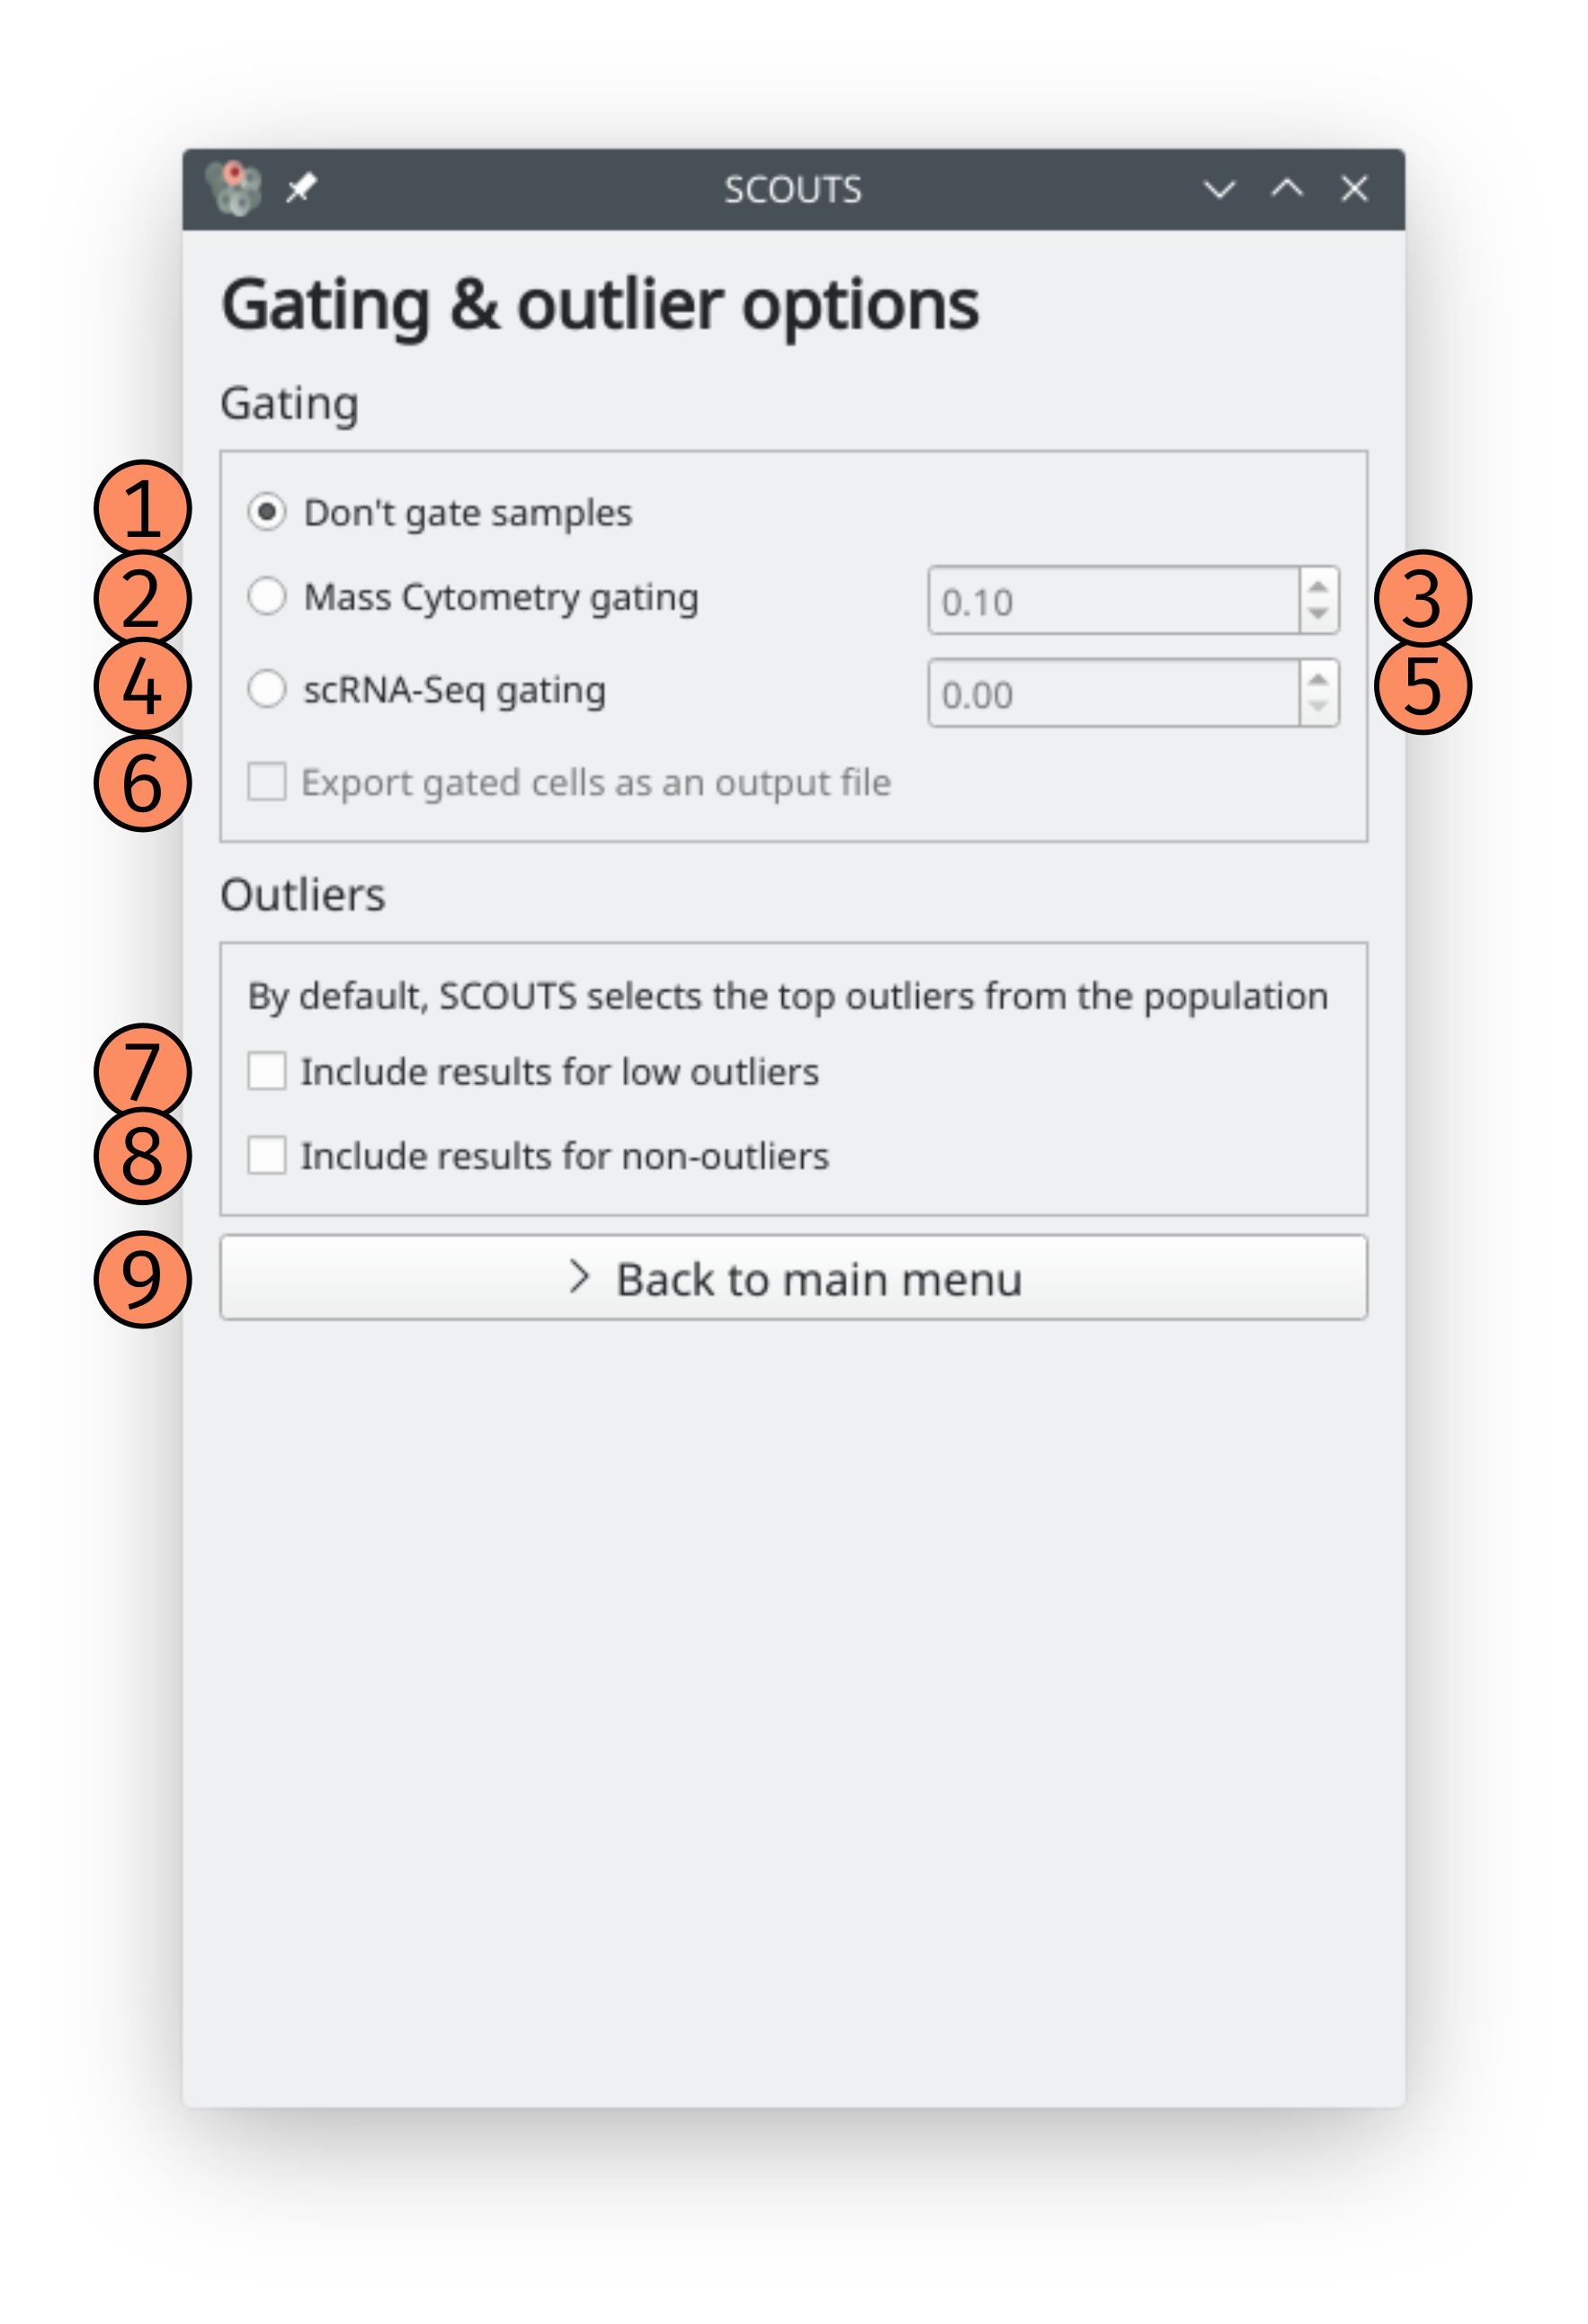 SCOUTS
Gating & outlier options
Gating
1 Don't gate samples
2 Mass Cytometry gating 0.10 3
4 scRNA-Seq gating 0.00 5
6 Export gated cells as an output file
Outliers
By default, SCOUTS selects the top outliers from the population
7 Include results for low outliers
8 Include results for non-outliers
9 > Back to main menu